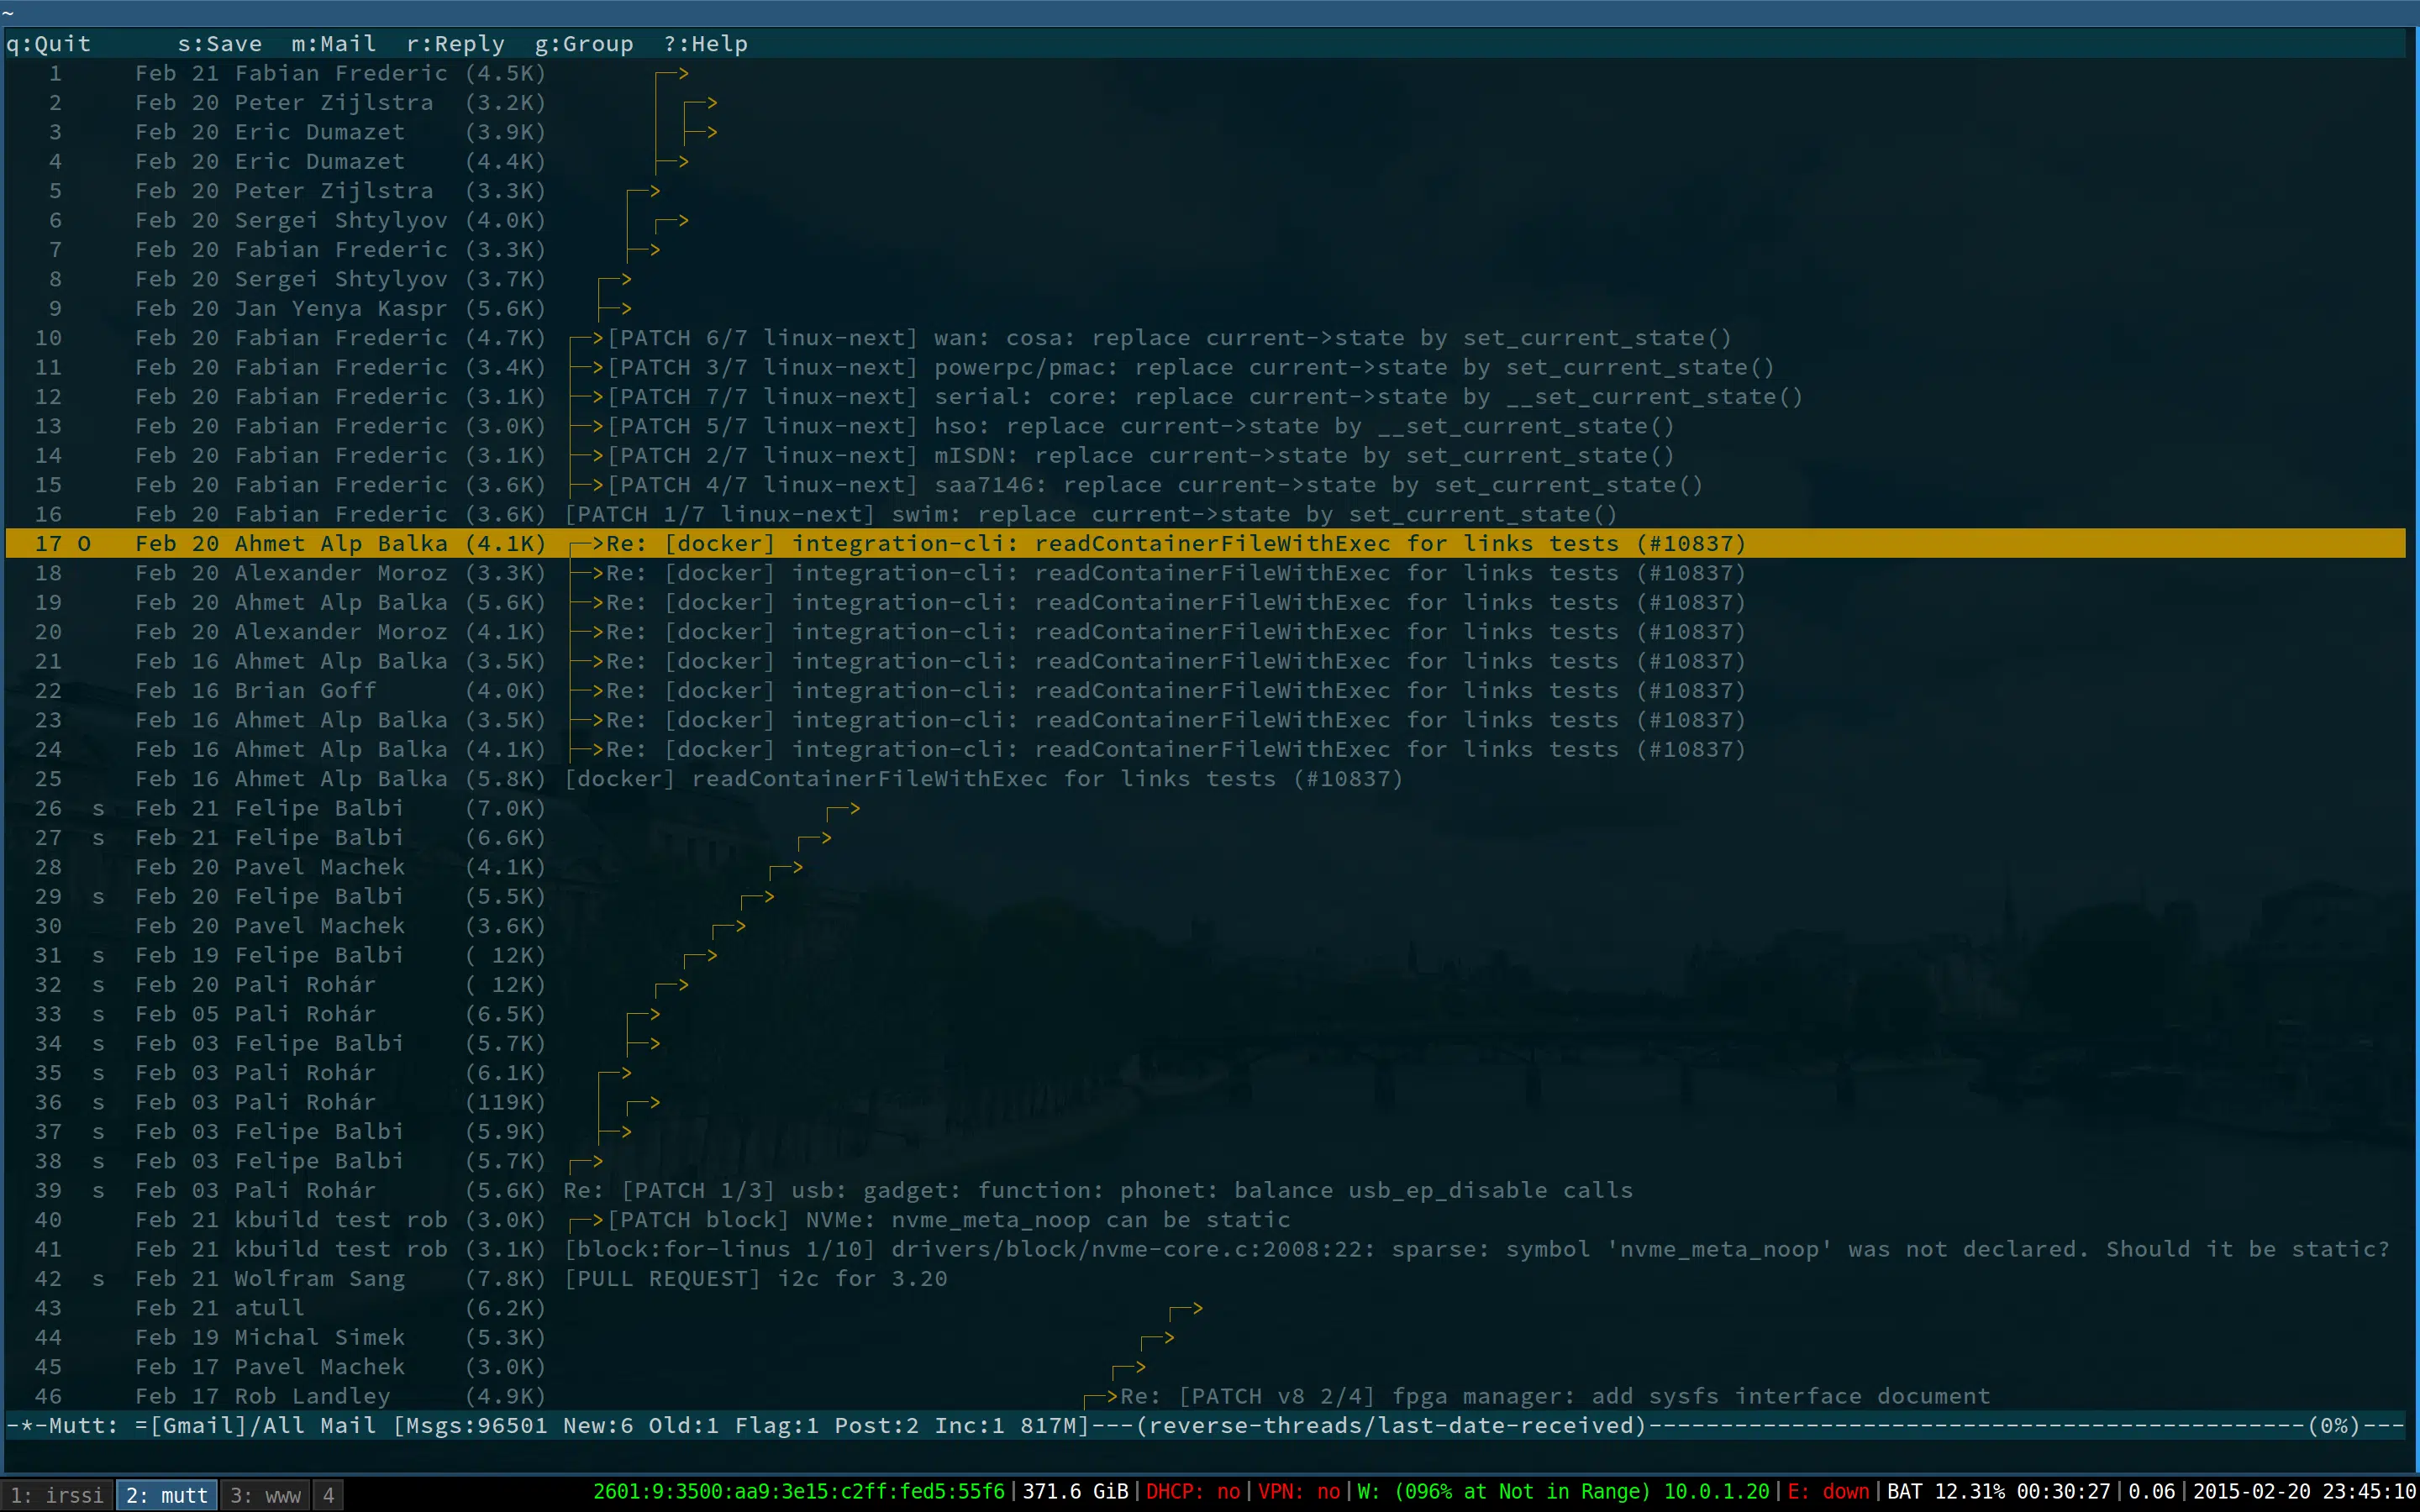 ~
q:Quit  s:Save  m:Mail  r:Reply  g:Group  ?:Help
1 Feb 21 Fabian Frederic (4.5K) ┌─>
2 Feb 20 Peter Zijlstra (3.2K) ┌─>
3 Feb 20 Eric Dumazet (3.9K) ├─>
4 Feb 20 Eric Dumazet (4.4K) ├─>
5 Feb 20 Peter Zijlstra (3.3K) ┌─>
6 Feb 20 Sergei Shtylyov (4.0K) ┌─>
7 Feb 20 Fabian Frederic (3.3K) ├─>
8 Feb 20 Sergei Shtylyov (3.7K) ┌─>
9 Feb 20 Jan Yenya Kaspr (5.6K) ├─>
10 Feb 20 Fabian Frederic (4.7K) ┌─>[PATCH 6/7 linux-next] wan: cosa: replace current->state by set_current_state()
11 Feb 20 Fabian Frederic (3.4K) ├─>[PATCH 3/7 linux-next] powerpc/pmac: replace current->state by set_current_state()
12 Feb 20 Fabian Frederic (3.1K) ├─>[PATCH 7/7 linux-next] serial: core: replace current->state by __set_current_state()
13 Feb 20 Fabian Frederic (3.0K) ├─>[PATCH 5/7 linux-next] hso: replace current->state by __set_current_state()
14 Feb 20 Fabian Frederic (3.1K) ├─>[PATCH 2/7 linux-next] mISDN: replace current->state by set_current_state()
15 Feb 20 Fabian Frederic (3.6K) ├─>[PATCH 4/7 linux-next] saa7146: replace current->state by set_current_state()
16 Feb 20 Fabian Frederic (3.6K) [PATCH 1/7 linux-next] swim: replace current->state by set_current_state()
17 O Feb 20 Ahmet Alp Balka (4.1K) ┌─>Re: [docker] integration-cli: readContainerFileWithExec for links tests (#10837)
18 Feb 20 Alexander Moroz (3.3K) ├─>Re: [docker] integration-cli: readContainerFileWithExec for links tests (#10837)
19 Feb 20 Ahmet Alp Balka (5.6K) ├─>Re: [docker] integration-cli: readContainerFileWithExec for links tests (#10837)
20 Feb 20 Alexander Moroz (4.1K) ├─>Re: [docker] integration-cli: readContainerFileWithExec for links tests (#10837)
21 Feb 16 Ahmet Alp Balka (3.5K) ├─>Re: [docker] integration-cli: readContainerFileWithExec for links tests (#10837)
22 Feb 16 Brian Goff (4.0K) ├─>Re: [docker] integration-cli: readContainerFileWithExec for links tests (#10837)
23 Feb 16 Ahmet Alp Balka (3.5K) ├─>Re: [docker] integration-cli: readContainerFileWithExec for links tests (#10837)
24 Feb 16 Ahmet Alp Balka (4.1K) ├─>Re: [docker] integration-cli: readContainerFileWithExec for links tests (#10837)
25 Feb 16 Ahmet Alp Balka (5.8K) [docker] readContainerFileWithExec for links tests (#10837)
26 s Feb 21 Felipe Balbi (7.0K) ┌─>
27 s Feb 21 Felipe Balbi (6.6K) ┌─>
28 Feb 20 Pavel Machek (4.1K) ┌─>
29 s Feb 20 Felipe Balbi (5.5K) ┌─>
30 Feb 20 Pavel Machek (3.6K) ┌─>
31 s Feb 19 Felipe Balbi ( 12K) ┌─>
32 s Feb 20 Pali Rohár ( 12K) ┌─>
33 s Feb 05 Pali Rohár (6.5K) ┌─>
34 s Feb 03 Felipe Balbi (5.7K) ├─>
35 s Feb 03 Pali Rohár (6.1K) ┌─>
36 s Feb 03 Pali Rohár (119K) ┌─>
37 s Feb 03 Felipe Balbi (5.9K) ├─>
38 s Feb 03 Felipe Balbi (5.7K) ┌─>
39 s Feb 03 Pali Rohár (5.6K) Re: [PATCH 1/3] usb: gadget: function: phonet: balance usb_ep_disable calls
40 Feb 21 kbuild test rob (3.0K) ┌─>[PATCH block] NVMe: nvme_meta_noop can be static
41 Feb 21 kbuild test rob (3.1K) [block:for-linus 1/10] drivers/block/nvme-core.c:2008:22: sparse: symbol 'nvme_meta_noop' was not declared. Should it be static?
42 s Feb 21 Wolfram Sang (7.8K) [PULL REQUEST] i2c for 3.20
43 Feb 21 atull (6.2K) ┌─>
44 Feb 19 Michal Simek (5.3K) ┌─>
45 Feb 17 Pavel Machek (3.0K) ┌─>
46 Feb 17 Rob Landley (4.9K) ┌─>Re: [PATCH v8 2/4] fpga manager: add sysfs interface document
-*-Mutt: =[Gmail]/All Mail [Msgs:96501 New:6 Old:1 Flag:1 Post:2 Inc:1 817M]---(reverse-threads/last-date-received)----------------------------------------------(0%)---
1: irssi 2: mutt 3: www 4 2601:9:3500:aa9:3e15:c2ff:fed5:55f6|371.6 GiB|DHCP: no|VPN: no|W: (096% at Not in Range) 10.0.1.20|E: down|BAT 12.31% 00:30:27|0.06|2015-02-20 23:45:10